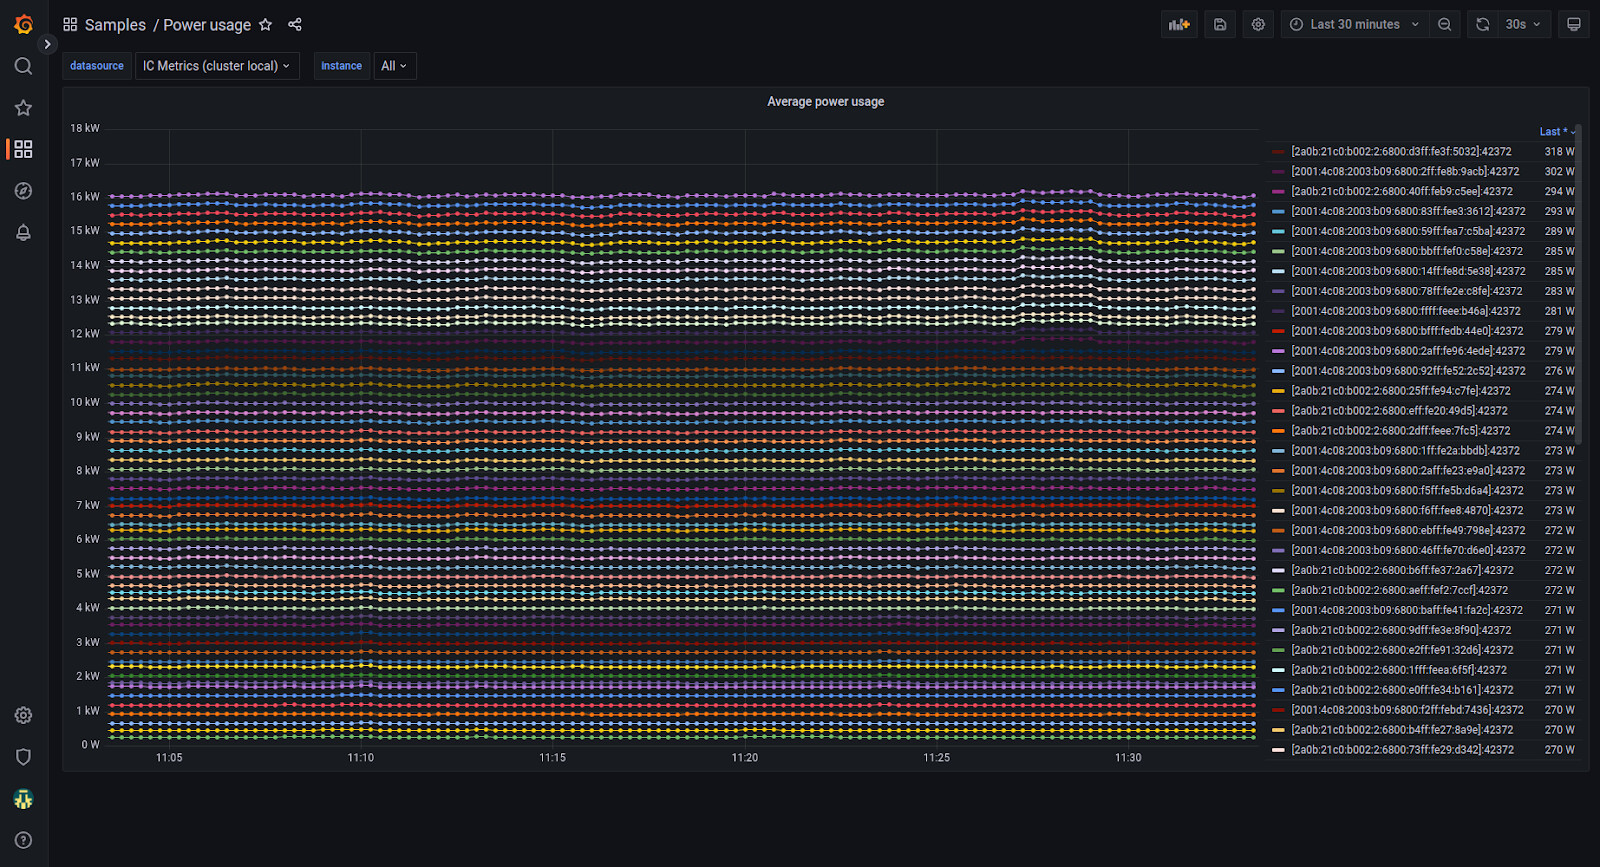 Samples / Power usage
Last 30 minutes
30s
datasource
IC Metrics (cluster local)
instance
All
Average power usage
18 kW
17 kW
16 kW
15 kW
14 kW
13 kW
12 kW
11 kW
10 kW
9 kW
8 kW
7 kW
6 kW
5 kW
4 kW
3 kW
2 kW
1 kW
0 W
11:05
11:10
11:15
11:20
11:25
11:30
Last *
[2a0b:21c0:b002:2:6800:d3ff:fe3f:5032]:42372 318 W
[2001:4c08:2003:b09:6800:2ff:fe8b:9acb]:42372 302 W
[2a0b:21c0:b002:2:6800:40ff:feb9:c5ee]:42372 294 W
[2001:4c08:2003:b09:6800:83ff:fee3:3612]:42372 293 W
[2001:4c08:2003:b09:6800:59ff:fea7:c5ba]:42372 289 W
[2001:4c08:2003:b09:6800:bbff:fef0:c58e]:42372 285 W
[2001:4c08:2003:b09:6800:14ff:fe8d:5e38]:42372 285 W
[2001:4c08:2003:b09:6800:78ff:fe2e:c8fe]:42372 283 W
[2001:4c08:2003:b09:6800:ffff:feee:b46a]:42372 281 W
[2001:4c08:2003:b09:6800:bfff:fedb:44e0]:42372 279 W
[2001:4c08:2003:b09:6800:2aff:fe96:4ede]:42372 279 W
[2001:4c08:2003:b09:6800:92ff:fe52:2c52]:42372 276 W
[2a0b:21c0:b002:2:6800:25ff:fe94:c7fe]:42372 274 W
[2a0b:21c0:b002:2:6800:eff:fe20:49d5]:42372 274 W
[2a0b:21c0:b002:2:6800:2dff:feee:7fc5]:42372 274 W
[2001:4c08:2003:b09:6800:1ff:fe2a:bbdb]:42372 273 W
[2001:4c08:2003:b09:6800:2aff:fe23:e9a0]:42372 273 W
[2001:4c08:2003:b09:6800:f5ff:fe5b:d6a4]:42372 273 W
[2001:4c08:2003:b09:6800:f6ff:fee8:4870]:42372 273 W
[2001:4c08:2003:b09:6800:ebff:fe49:798e]:42372 272 W
[2001:4c08:2003:b09:6800:46ff:fe70:d6e0]:42372 272 W
[2a0b:21c0:b002:2:6800:b6ff:fe37:2a67]:42372 272 W
[2a0b:21c0:b002:2:6800:aeff:fef2:7ccf]:42372 272 W
[2001:4c08:2003:b09:6800:baff:fe41:fa2c]:42372 271 W
[2a0b:21c0:b002:2:6800:9dff:fe3e:8f90]:42372 271 W
[2a0b:21c0:b002:2:6800:e2ff:fe91:32d6]:42372 271 W
[2a0b:21c0:b002:2:6800:1fff:feea:6f5f]:42372 271 W
[2a0b:21c0:b002:2:6800:e0ff:fe34:b161]:42372 271 W
[2001:4c08:2003:b09:6800:f2ff:febd:7436]:42372 270 W
[2a0b:21c0:b002:2:6800:b4ff:fe27:8a9e]:42372 270 W
[2a0b:21c0:b002:2:6800:73ff:fe29:d342]:42372 270 W